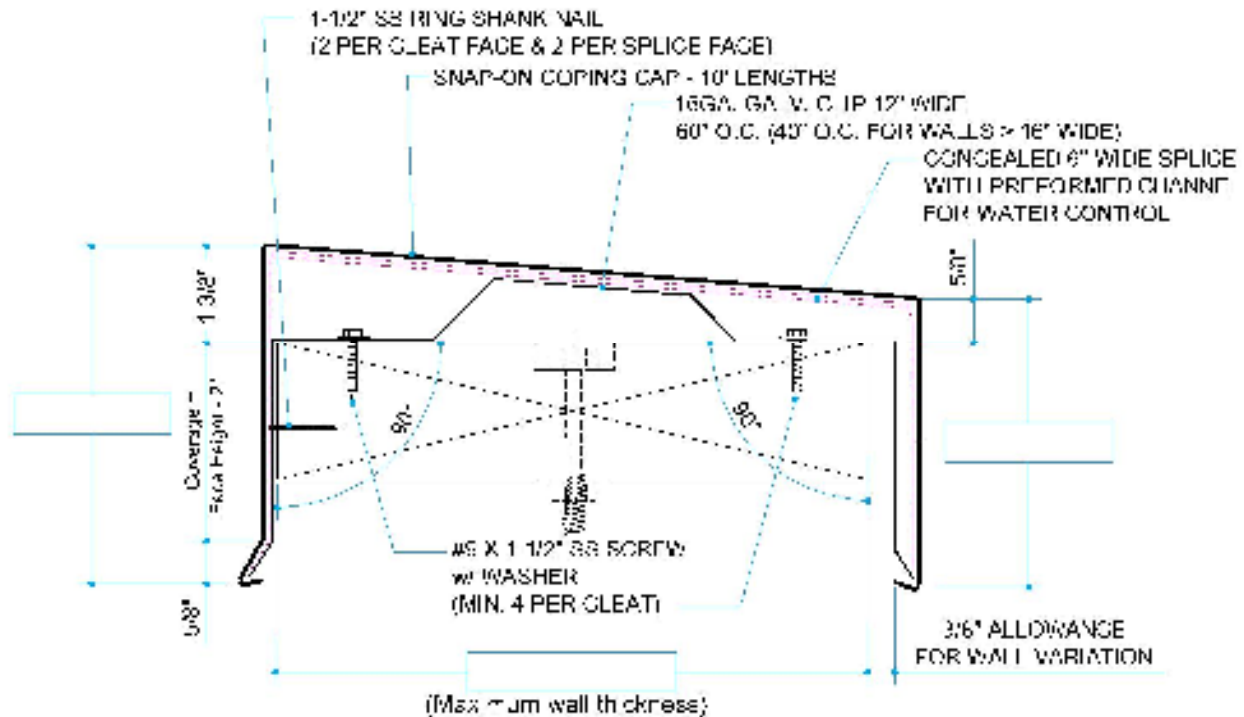 1-1/2" SS RING SHANK NAIL
(2 PER CLEAT FACE & 2 PER SPLICE FACE)
SNAP-ON COPING CAP - 10' LENGTHS
16GA. GALV. CLIP 12" WIDE
60" O.C. (40" O.C. FOR WALLS > 16" WIDE)
CONCEALED 6" WIDE SPLICE
WITH PREFORMED CHANNEL
FOR WATER CONTROL
5/8"
1 3/8"
Coverage =
Face Height - 2"
90°
90°
5/8"
#9 X 1 1/2" SS SCREW
w/ WASHER
(MIN. 4 PER CLEAT)
ALLOWANCE
FOR WALL VARIATION
(Maximum wall thickness)